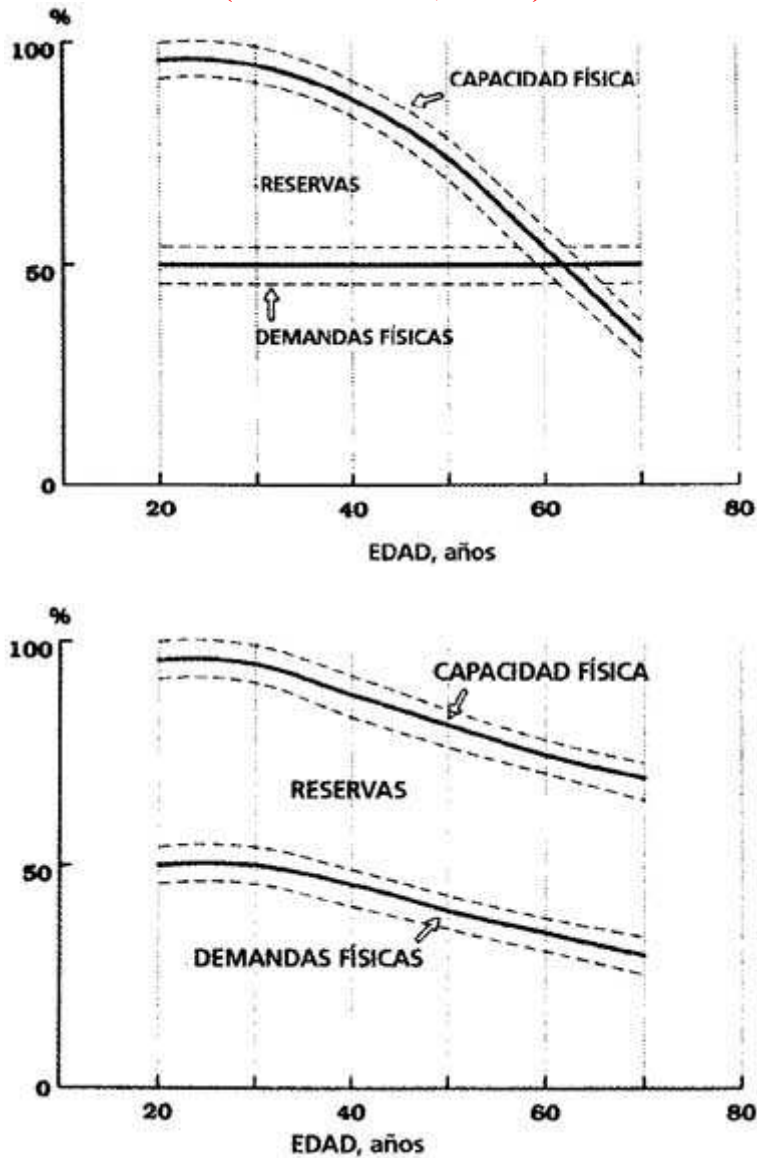 %
100
CAPACIDAD FÍSICA
RESERVAS
50
DEMANDAS FÍSICAS
0
20 40 60 80
EDAD, años
%
100
CAPACIDAD FÍSICA
RESERVAS
50
DEMANDAS FÍSICAS
0
20 40 60 80
EDAD, años